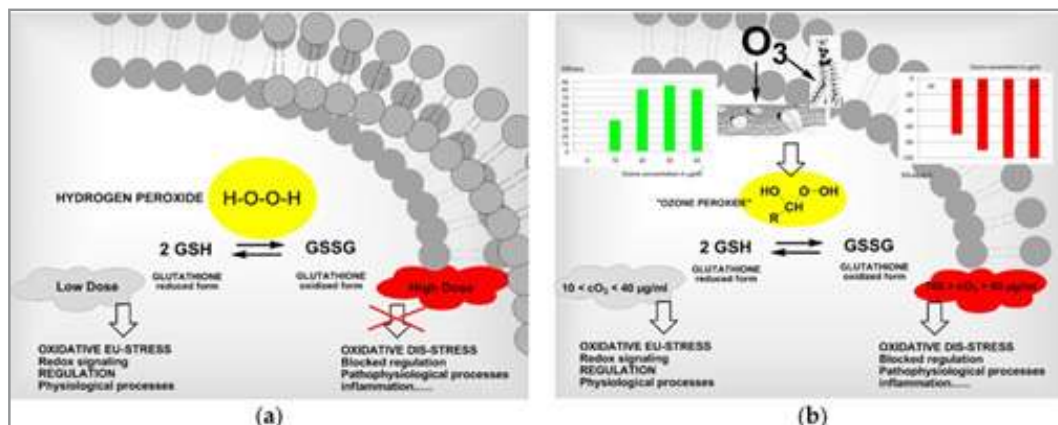 HYDROGEN PEROXIDE
H-O-O-H
2 GSH
GSSG
GLUTATHIONE
reduced form
GLUTATHIONE
oxidized form
Low Dose
High Dose
OXIDATIVE EU-STRESS
Redox signaling
REGULATION
Physiological processes
OXIDATIVE DIS-STRESS
Blocked regulation
Pathophysiological processes
inflammation......
(a)
O3
"OZONE PEROXIDE"
HO
O-OH
CH
R
2 GSH
GSSG
GLUTATHIONE
reduced form
GLUTATHIONE
oxidized form
10 < cO3 < 40 µg/ml
OXIDATIVE EU-STRESS
Redox signaling
REGULATION
Physiological processes
OXIDATIVE DIS-STRESS
Blocked regulation
Pathophysiological processes
inflammation......
(b)